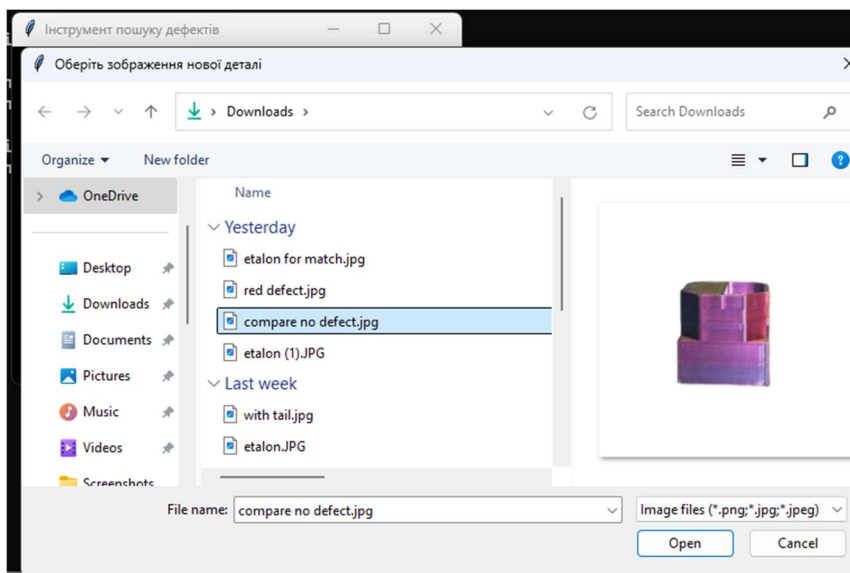 Інструмент пошуку дефектів
Оберіть зображення нової деталі
Downloads
Search Downloads
Organize
New folder
OneDrive
Desktop
Downloads
Documents
Pictures
Music
Videos
Screenshots
Name
Yesterday
etalon for match.jpg
red defect.jpg
compare no defect.jpg
etalon (1).JPG
Last week
with tail.jpg
etalon.JPG
File name: compare no defect.jpg
Image files (*.png;*.jpg;*.jpeg)
Open
Cancel